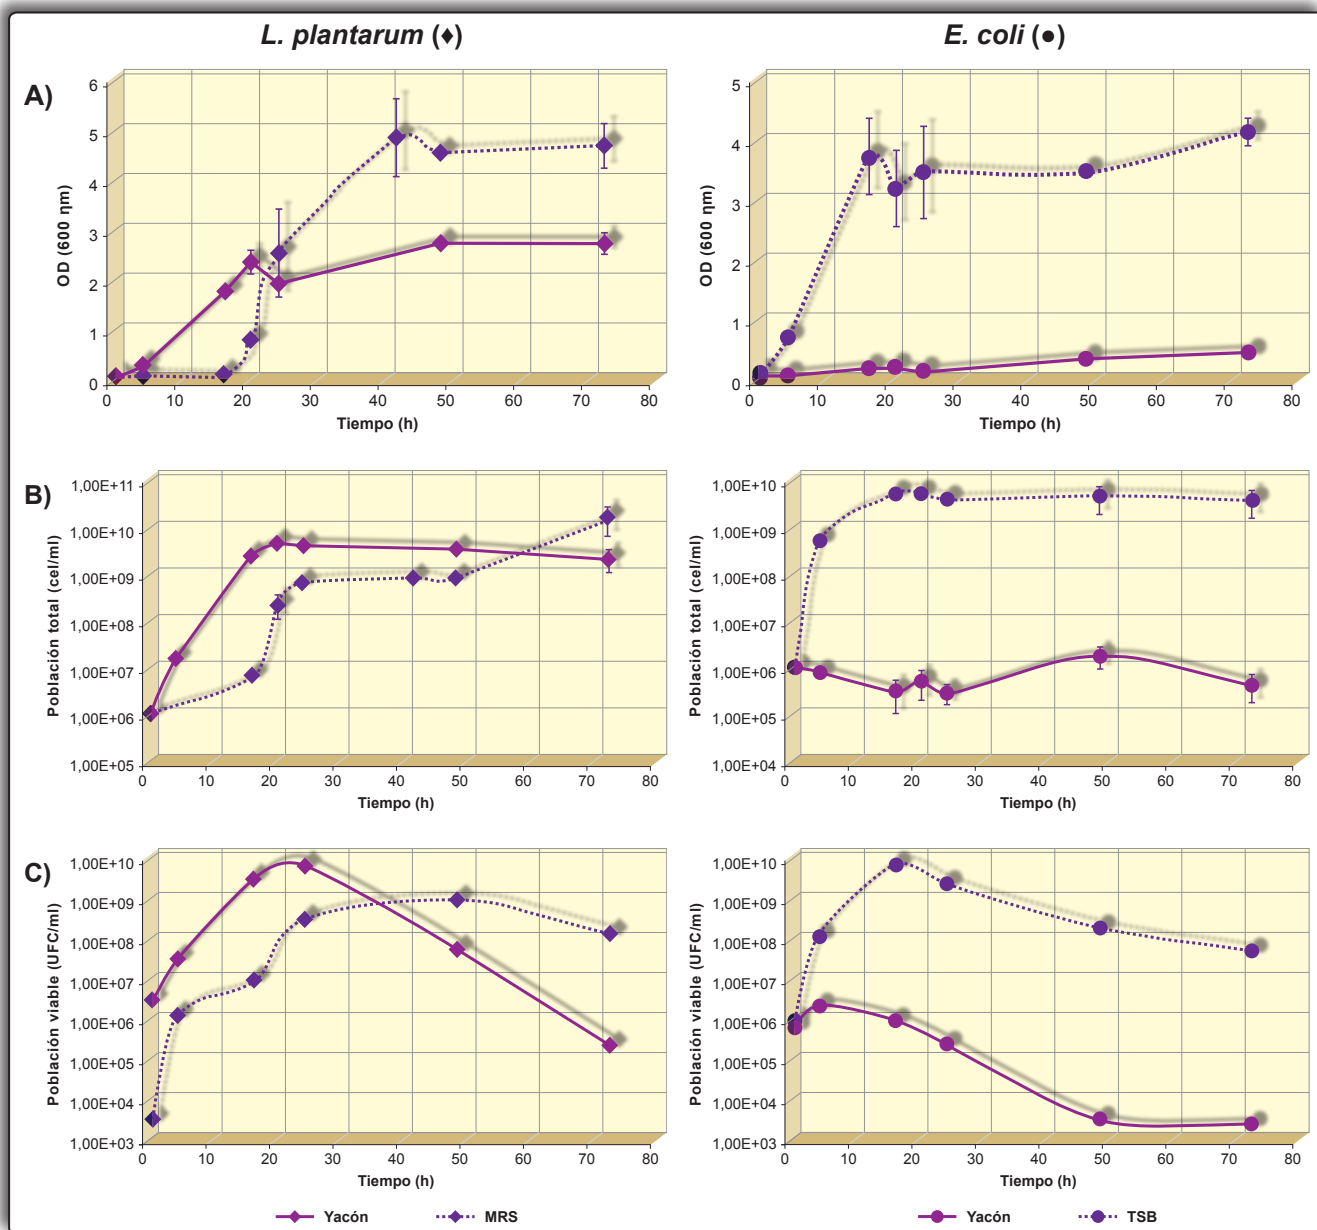 L. plantarum (♦)
E. coli (●)
A)
OD (600 ηm)
6
5
4
3
2
1
0
0 10 20 30 40 50 60 70 80
Tiempo (h)
OD (600 ηm)
5
4
3
2
1
0
0 10 20 30 40 50 60 70 80
Tiempo (h)
B)
Población total (cel/ml)
1,00E+11
1,00E+10
1,00E+09
1,00E+08
1,00E+07
1,00E+06
1,00E+05
0 10 20 30 40 50 60 70 80
Tiempo (h)
Población total (cel/ml)
1,00E+10
1,00E+09
1,00E+08
1,00E+07
1,00E+06
1,00E+05
1,00E+04
0 10 20 30 40 50 60 70 80
Tiempo (h)
C)
Población viable (UFC/ml)
1,00E+10
1,00E+09
1,00E+08
1,00E+07
1,00E+06
1,00E+05
1,00E+04
1,00E+03
0 10 20 30 40 50 60 70 80
Tiempo (h)
Población viable (UFC/ml)
1,00E+10
1,00E+09
1,00E+08
1,00E+07
1,00E+06
1,00E+05
1,00E+04
1,00E+03
0 10 20 30 40 50 60 70 80
Tiempo (h)
Yacón MRS
Yacón TSB